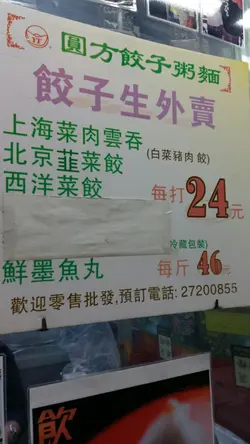 圓方餃子粥麵
餃子生外賣
上海菜肉雲吞
北京韮菜餃 (白菜豬肉餃)
西洋菜餃 每打24元
(冷藏包裝)
鮮墨魚丸 每斤46元
歡迎零售批發,預訂電話: 27200855
飲